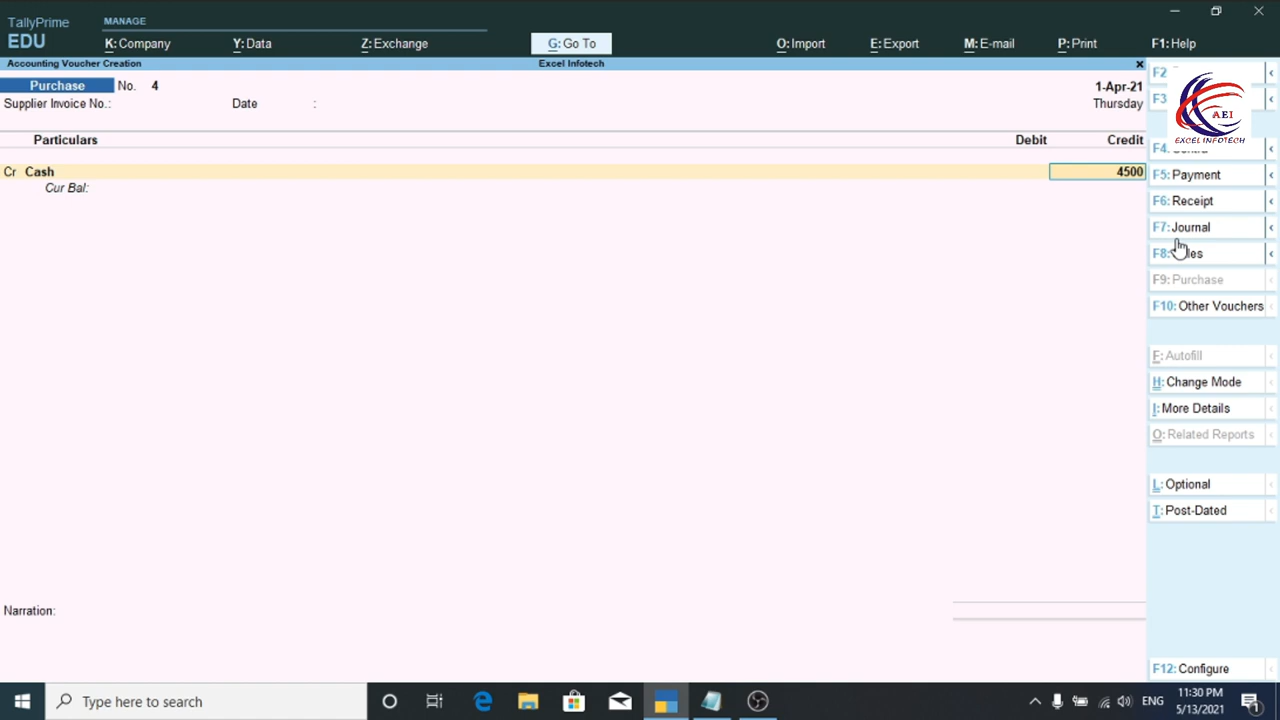 TallyPrime MANAGE
EDU K: Company Y: Data Z: Exchange G: Go To O: Import E: Export M: E-mail P: Print F1: Help
Accounting Voucher Creation Excel Infotech ×
Purchase No. 4 1-Apr-21
Supplier Invoice No.: Date : Thursday
Particulars Debit Credit
Cr Cash 4500
Cur Bal:
F2
F3
AEI
EXCEL INFOTECH
F4:
F5: Payment
F6: Receipt
F7: Journal
F8: les
F9: Purchase
F10: Other Vouchers
F: Autofill
H: Change Mode
I: More Details
O: Related Reports
L: Optional
T: Post-Dated
Narration:
F12: Configure
Type here to search ENG 11:30 PM
5/13/2021 1